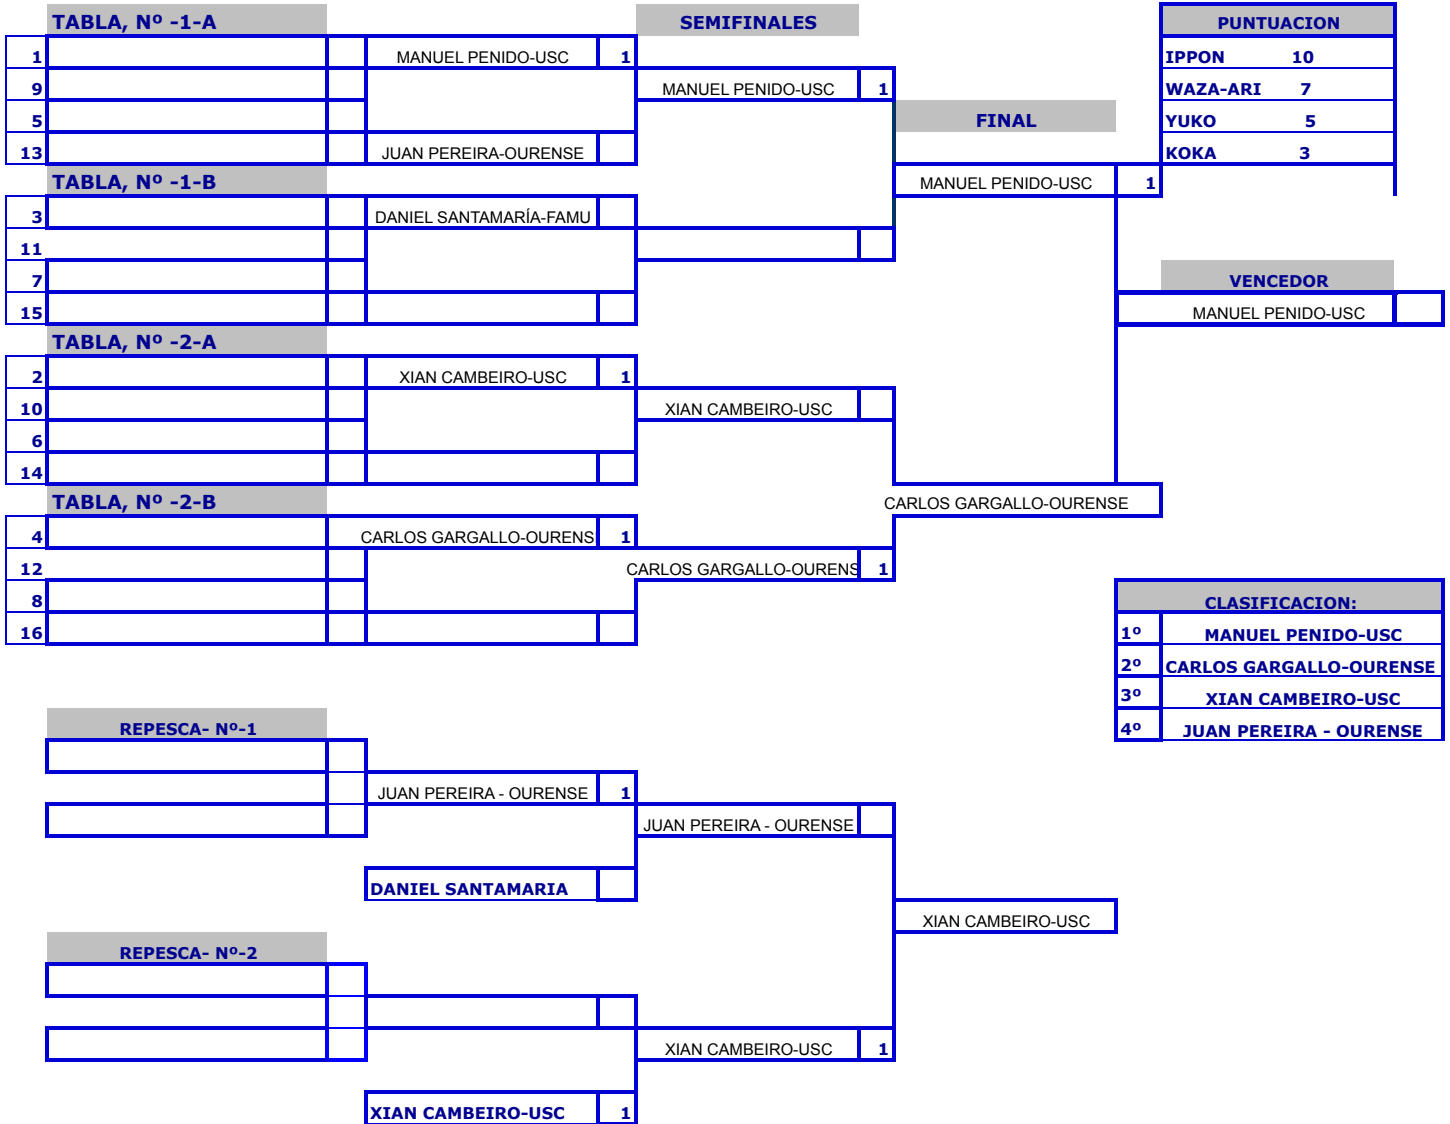 TABLA, Nº -1-A
SEMIFINALES
PUNTUACION
1 MANUEL PENIDO-USC 1
IPPON 10
9 MANUEL PENIDO-USC 1
WAZA-ARI 7
5 FINAL
YUKO 5
13 JUAN PEREIRA-OURENSE
KOKA 3
TABLA, Nº -1-B
MANUEL PENIDO-USC 1
3 DANIEL SANTAMARÍA-FAMU
11
7 VENCEDOR
15 MANUEL PENIDO-USC
TABLA, Nº -2-A
2 XIAN CAMBEIRO-USC 1
10 XIAN CAMBEIRO-USC
6
14
TABLA, Nº -2-B
CARLOS GARGALLO-OURENSE
4 CARLOS GARGALLO-OURENS 1
12 CARLOS GARGALLO-OURENS 1
8 CLASIFICACION:
16 1º MANUEL PENIDO-USC
2º CARLOS GARGALLO-OURENSE
3º XIAN CAMBEIRO-USC
4º JUAN PEREIRA - OURENSE
REPESCA- Nº-1
JUAN PEREIRA - OURENSE 1
JUAN PEREIRA - OURENSE
DANIEL SANTAMARIA
XIAN CAMBEIRO-USC
REPESCA- Nº-2
XIAN CAMBEIRO-USC 1
XIAN CAMBEIRO-USC 1